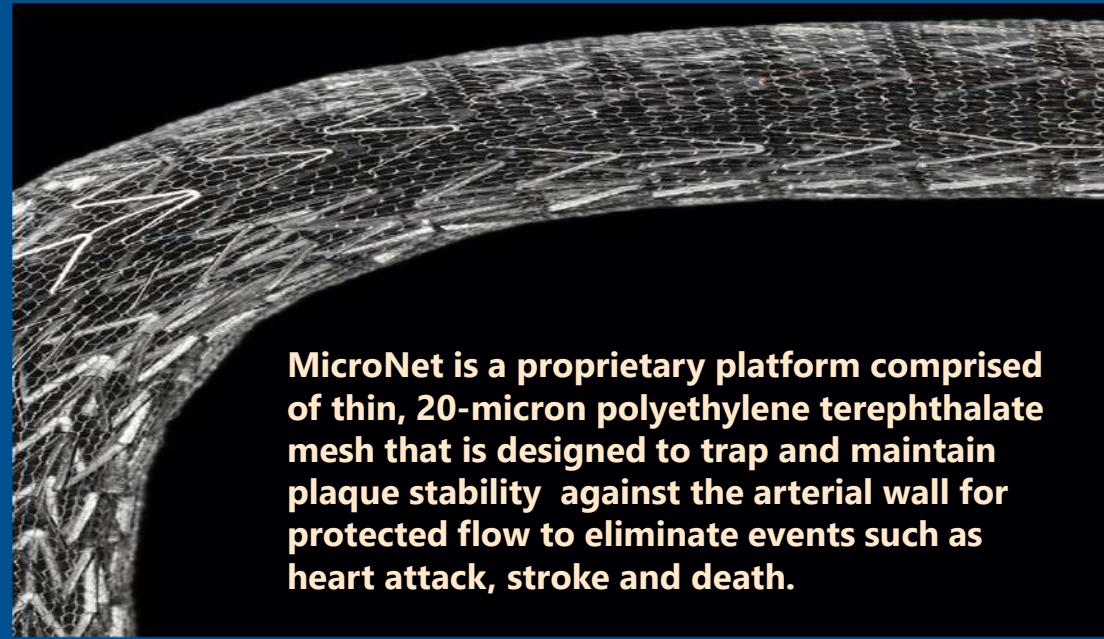 MicroNet is a proprietary platform comprised
of thin, 20-micron polyethylene terephthalate
mesh that is designed to trap and maintain
plaque stability  against the arterial wall for
protected flow to eliminate events such as
heart attack, stroke and death.